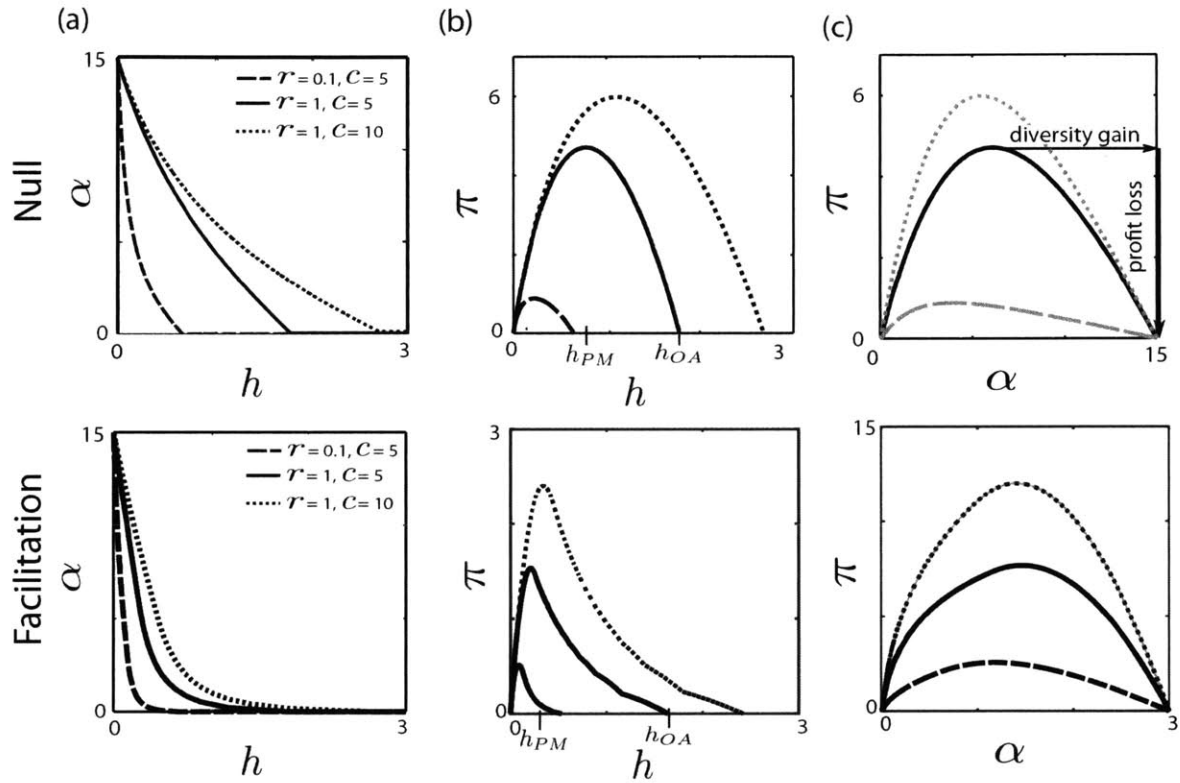 (a)
(b)
(c)
Null
α
15
0
r = 0.1, c = 5
r = 1, c = 5
r = 1, c = 10
0
3
h
π
6
0
0
h_PM
h_OA
3
h
π
6
0
diversity gain
profit loss
0
15
α
Facilitation
α
15
0
r = 0.1, c = 5
r = 1, c = 5
r = 1, c = 10
0
3
h
π
3
0
0
h_PM
h_OA
3
h
π
15
0
0
3
α